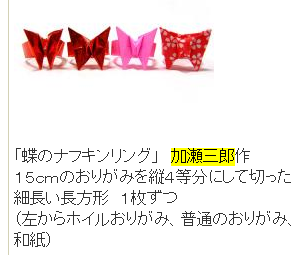 「蝶のナフキンリング」　加瀬三郎作
１５ｃｍのおりがみを縦４等分にして切った
細長い長方形　１枚ずつ
（左からホイルおりがみ、普通のおりがみ、
和紙）